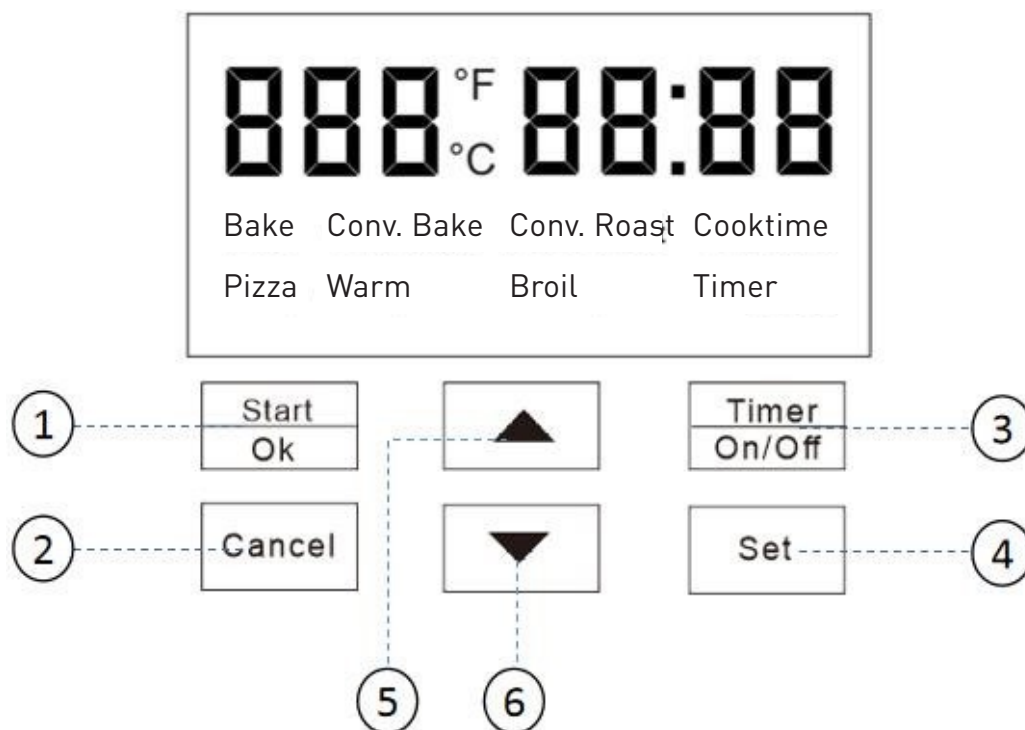 888 °F 88:88
°C
Bake Conv. Bake Conv. Roast Cooktime
Pizza Warm Broil Timer
1 Start 3 Timer
Ok On/Off
2 Cancel 4 Set
5 6